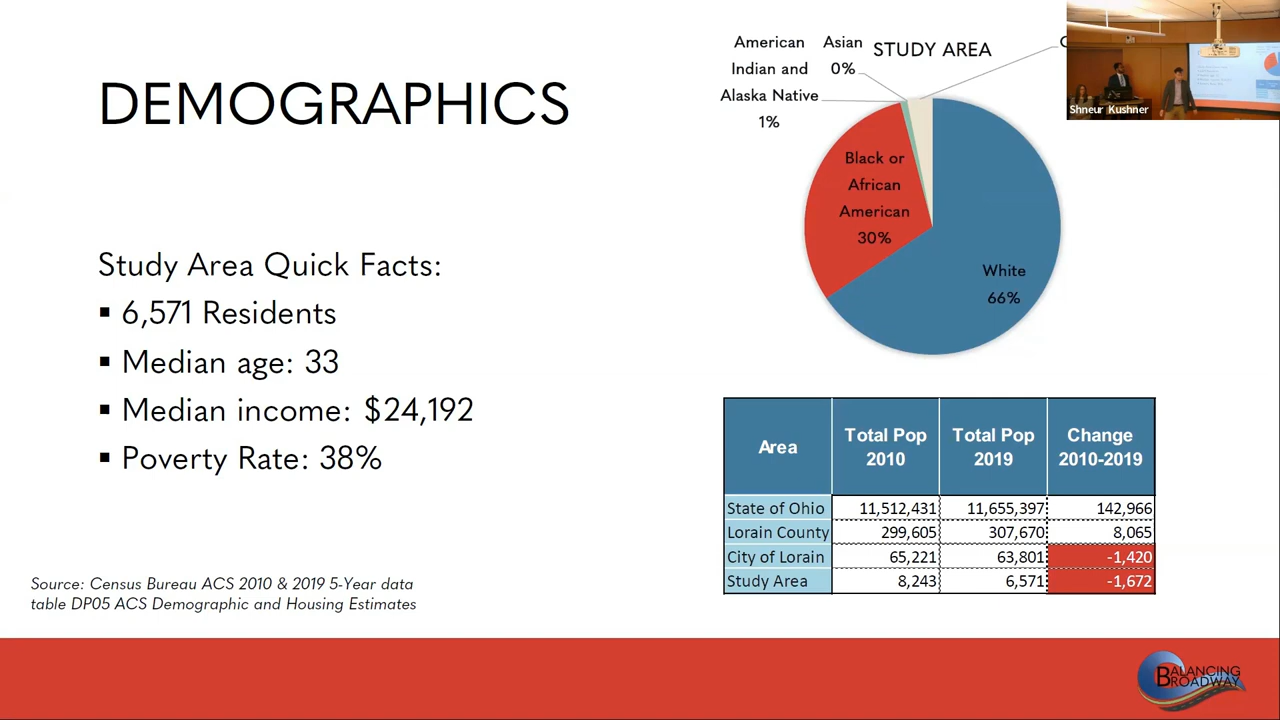 DEMOGRAPHICS
Study Area Quick Facts:
▪ 6,571 Residents
▪ Median age: 33
▪ Median income: $24,192
▪ Poverty Rate: 38%
Source: Census Bureau ACS 2010 & 2019 5-Year data
table DP05 ACS Demographic and Housing Estimates
STUDY AREA
American
Indian and
Alaska Native
1%
Asian
0%
Black or
African
American
30%
White
66%
Shneur Kushner
Area Total Pop 2010 Total Pop 2019 Change 2010-2019
State of Ohio 11,512,431 11,655,397 142,966
Lorain County 299,605 307,670 8,065
City of Lorain 65,221 63,801 -1,420
Study Area 8,243 6,571 -1,672
BALANCING
BROADWAY